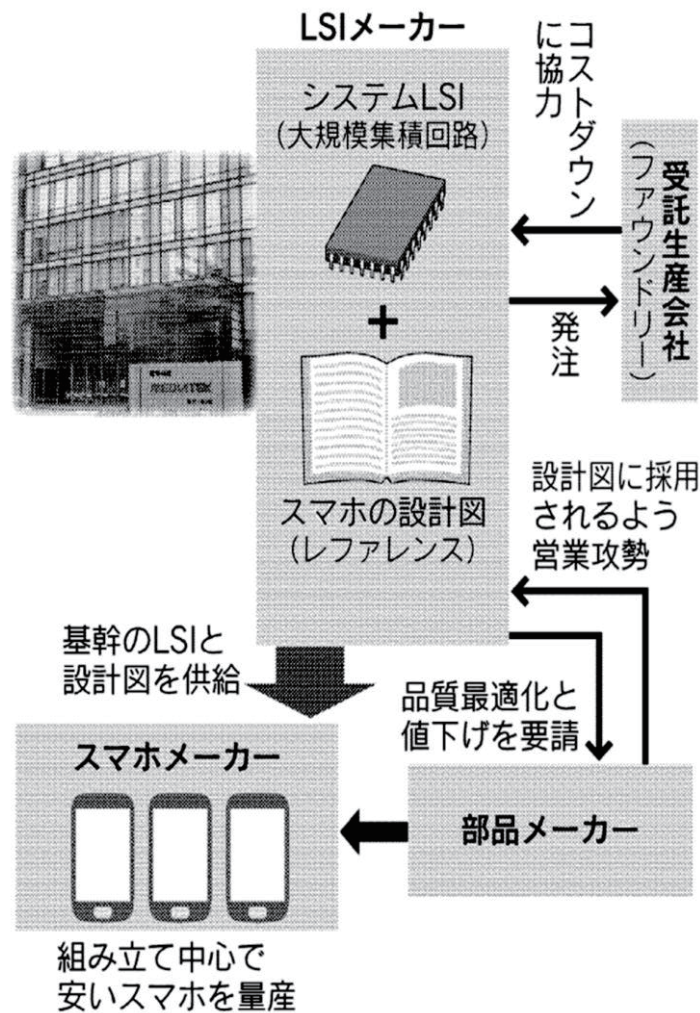 LSIメーカー
システムLSI
(大規模集積回路)
+
スマホの設計図
(レファレンス)
コストダウン
に協力
発注
受託生産会社
(ファウンドリー)
設計図に採用
されるよう
営業攻勢
基幹のLSIと
設計図を供給
品質最適化と
値下げを要請
スマホメーカー
部品メーカー
組み立て中心で
安いスマホを量産
MEDIATEK